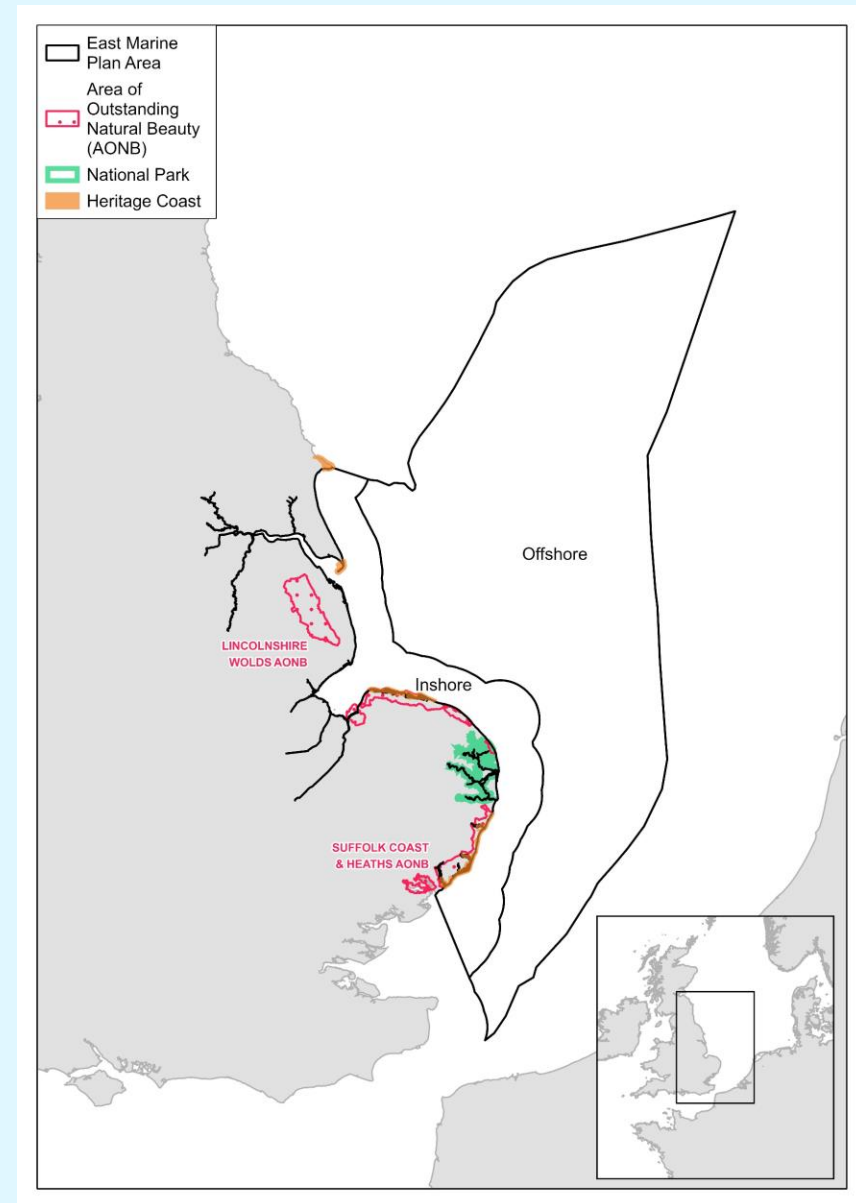 East Marine
Plan Area
Area of
Outstanding
Natural Beauty
(AONB)
National Park
Heritage Coast
Offshore
LINCOLNSHIRE
WOLDS AONB
Inshore
SUFFOLK COAST
& HEATHS AONB